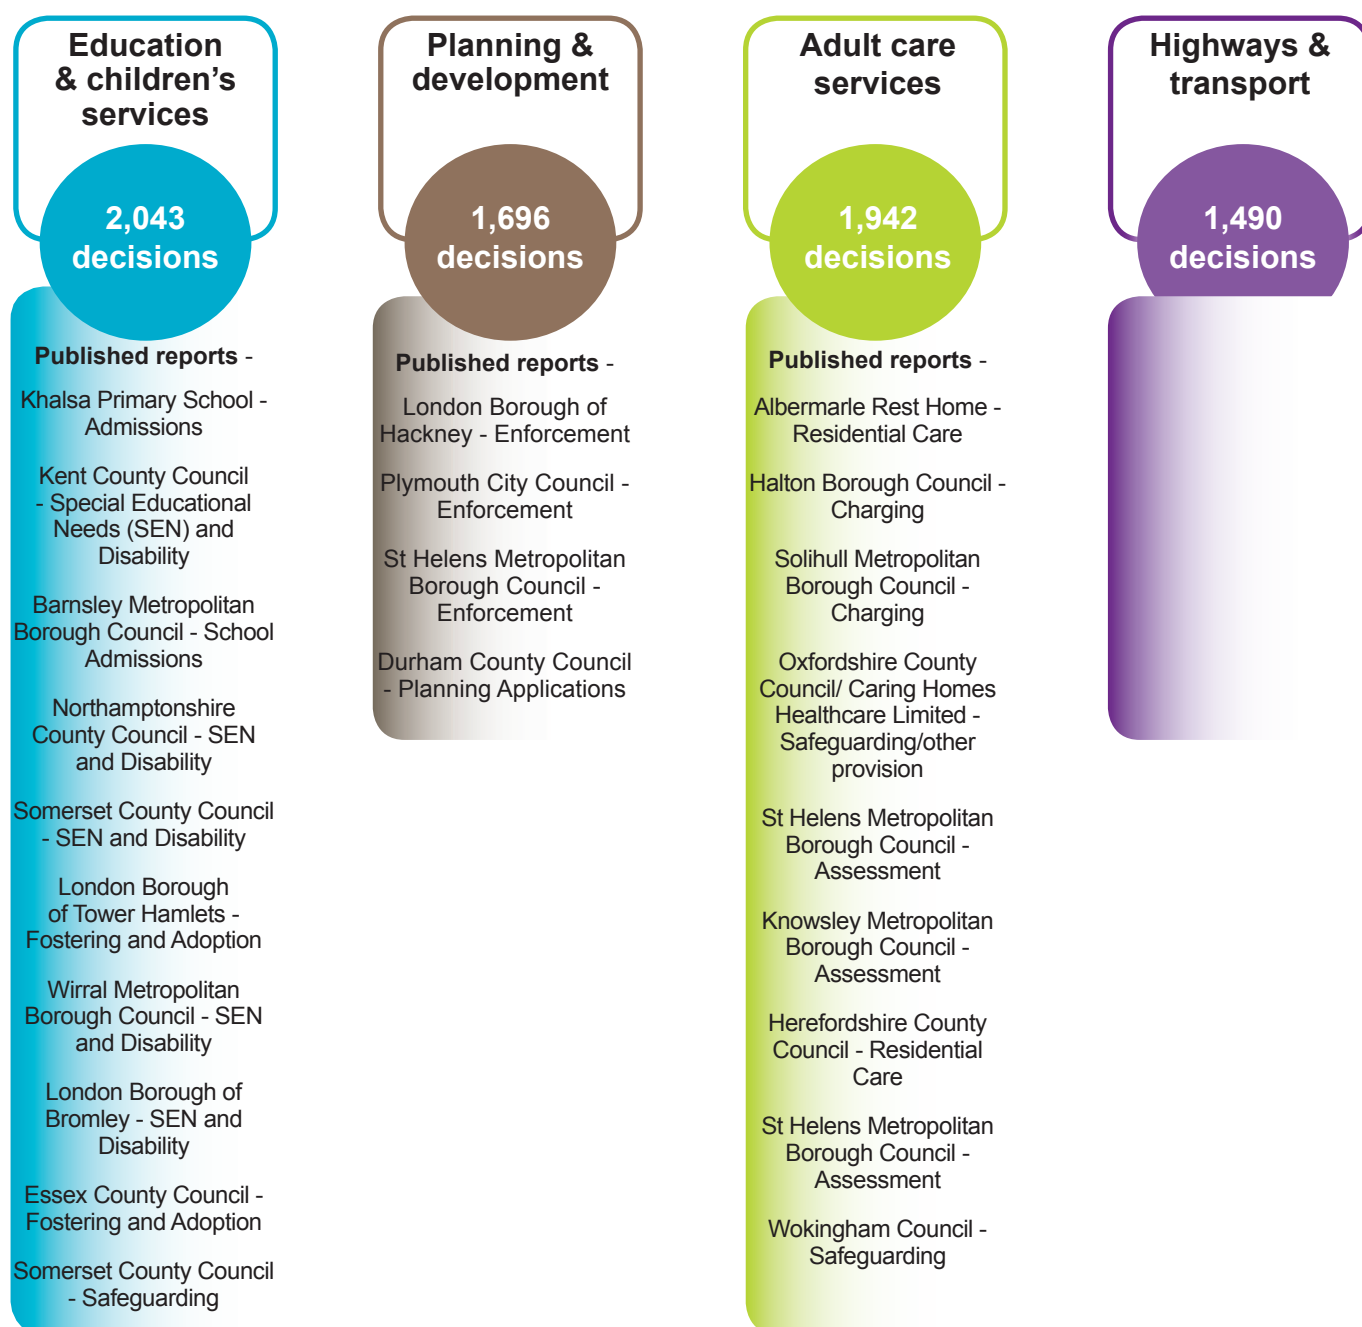 Education
& children’s
services
2,043
decisions
Published reports -
Khalsa Primary School -
Admissions
Kent County Council
- Special Educational
Needs (SEN) and
Disability
Barnsley Metropolitan
Borough Council - School
Admissions
Northamptonshire
County Council - SEN
and Disability
Somerset County Council
- SEN and Disability
London Borough
of Tower Hamlets -
Fostering and Adoption
Wirral Metropolitan
Borough Council - SEN
and Disability
London Borough of
Bromley - SEN and
Disability
Essex County Council -
Fostering and Adoption
Somerset County Council
- Safeguarding
Planning &
development
1,696
decisions
Published reports -
London Borough of
Hackney - Enforcement
Plymouth City Council -
Enforcement
St Helens Metropolitan
Borough Council -
Enforcement
Durham County Council
- Planning Applications
Adult care
services
1,942
decisions
Published reports -
Albermarle Rest Home -
Residential Care
Halton Borough Council -
Charging
Solihull Metropolitan
Borough Council -
Charging
Oxfordshire County
Council/ Caring Homes
Healthcare Limited -
Safeguarding/other
provision
St Helens Metropolitan
Borough Council -
Assessment
Knowsley Metropolitan
Borough Council -
Assessment
Herefordshire County
Council - Residential
Care
St Helens Metropolitan
Borough Council -
Assessment
Wokingham Council -
Safeguarding
Highways &
transport
1,490
decisions